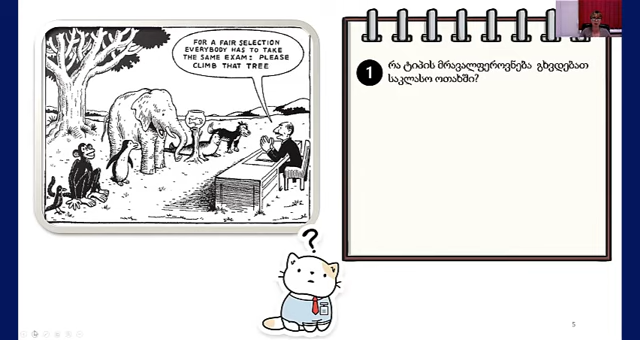 FOR A FAIR SELECTION
EVERYBODY HAS TO TAKE
THE SAME EXAM: PLEASE
CLIMB THAT TREE
1 რა ტიპის მრავალფეროვნება გხვდებათ
საკლასო ოთახში?
?
5